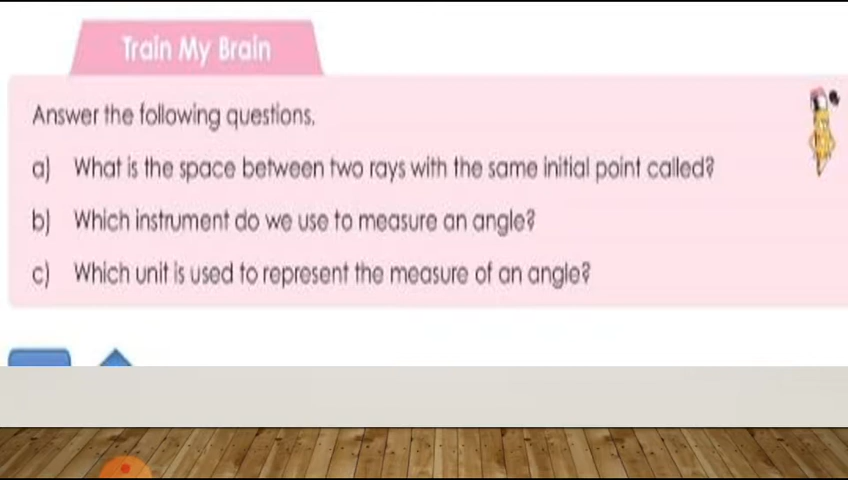 Train My Brain
Answer the following questions.
a) What is the space between two rays with the same initial point called?
b) Which instrument do we use to measure an angle?
c) Which unit is used to represent the measure of an angle?